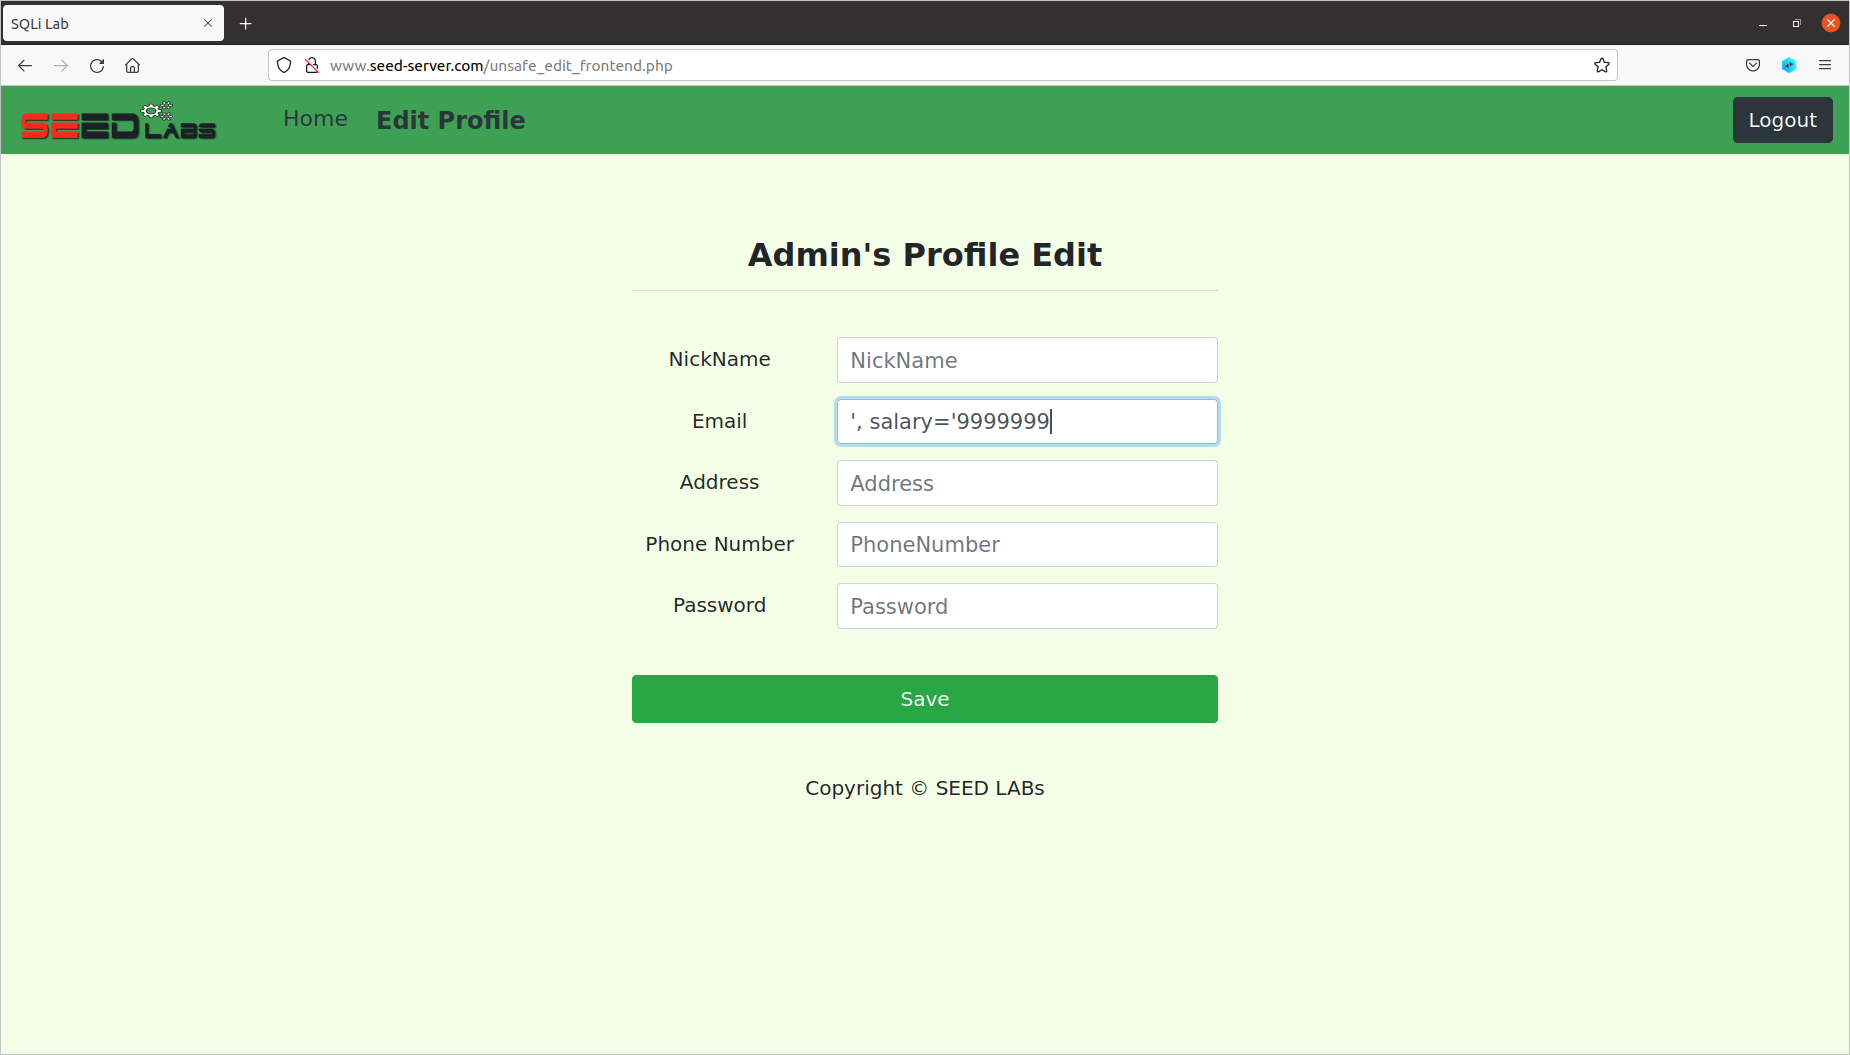 SQLi Lab
www.seed-server.com/unsafe_edit_frontend.php
SEED LABS Home Edit Profile Logout
Admin's Profile Edit
NickName NickName
Email ', salary='9999999
Address Address
Phone Number PhoneNumber
Password Password
Save
Copyright © SEED LABs